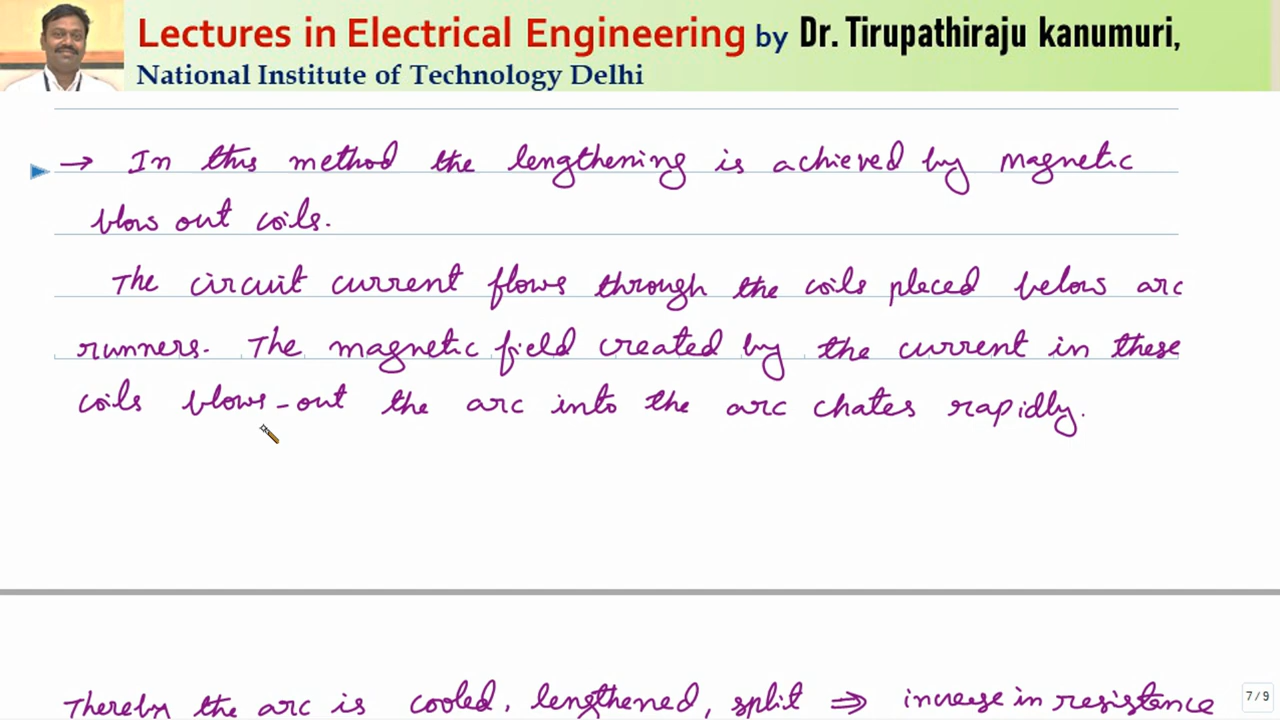 Lectures in Electrical Engineering by Dr. Tirupathiraju kanumuri,
National Institute of Technology Delhi
→ In this method the lengthening is achieved by magnetic
blow out coils.
The circuit current flows through the coils placed below arc
runners. The magnetic field created by the current in these
coils blows-out the arc into the arc chutes rapidly.
Thereby the arc is cooled, lengthened, split ⇒ increase in resistance
7/9